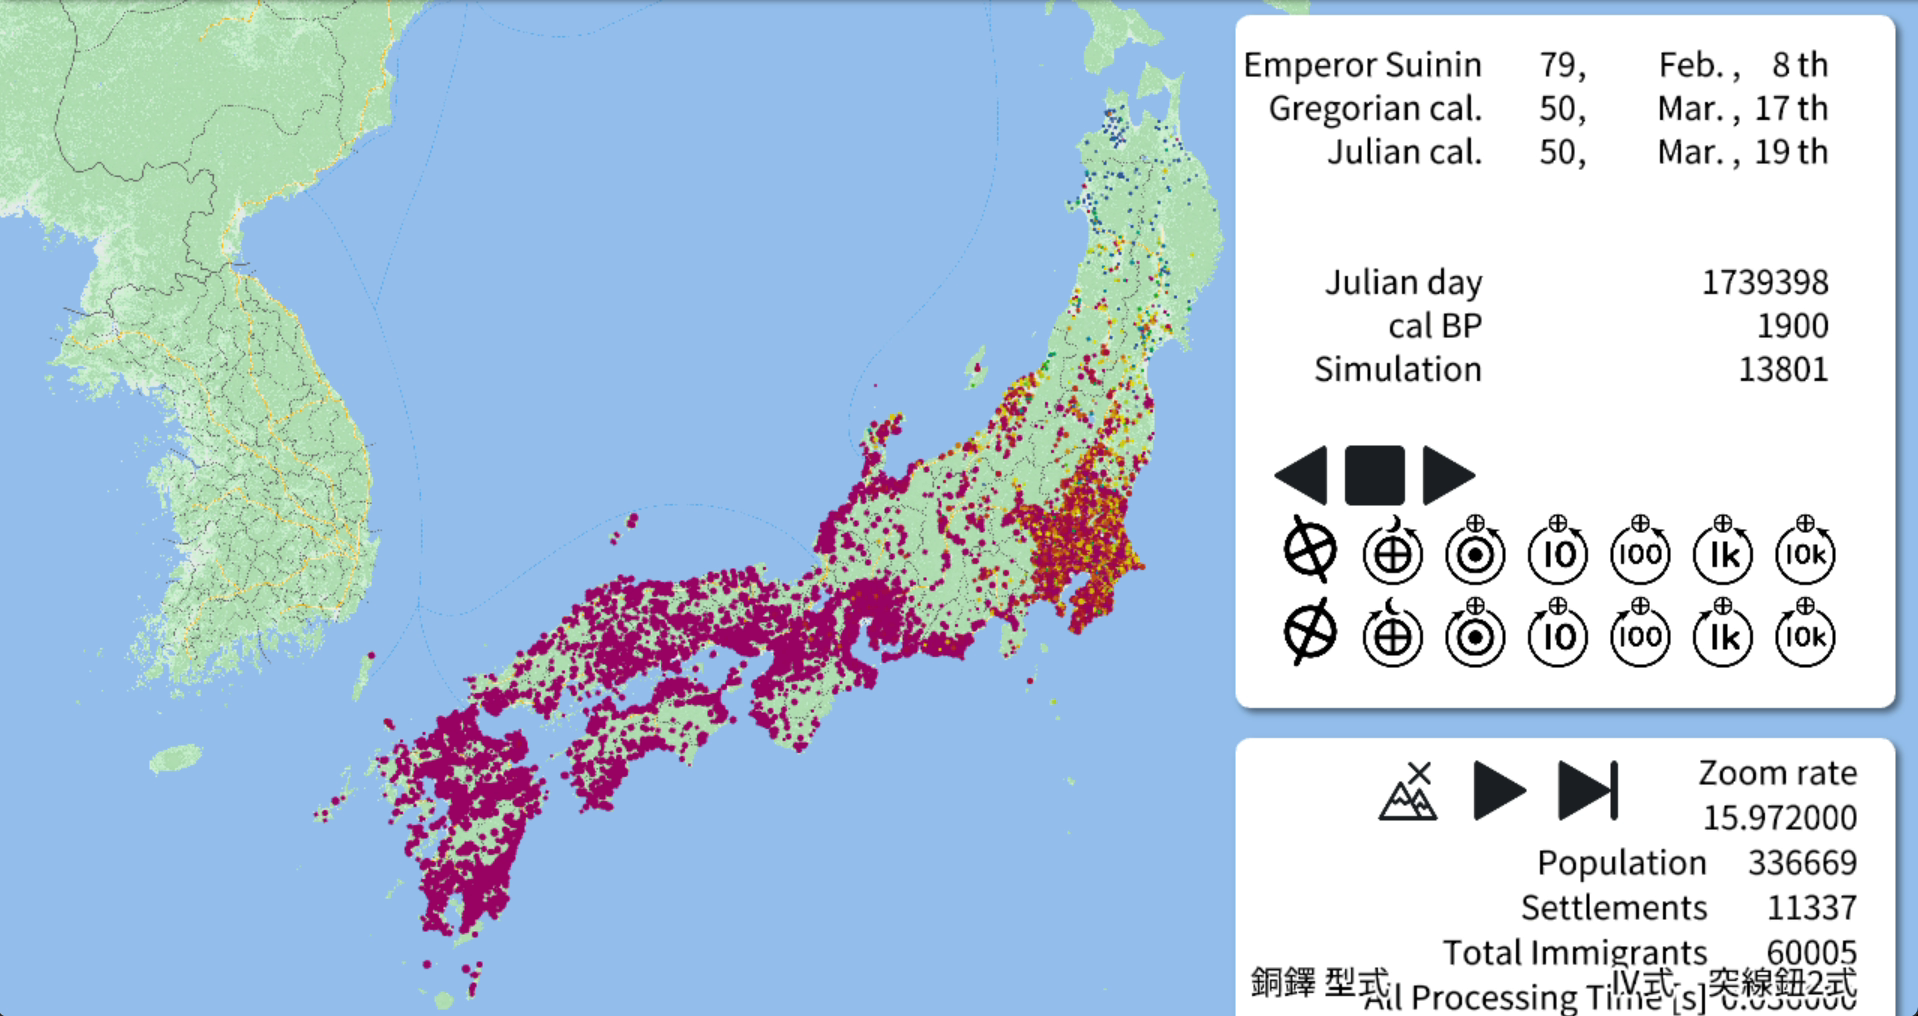 Emperor Suinin 79, Feb. , 8 th
Gregorian cal. 50, Mar. , 17 th
Julian cal. 50, Mar. , 19 th
Julian day 1739398
cal BP 1900
Simulation 13801
10 100 1k 10k
10 100 1k 10k
Zoom rate
15.972000
Population 336669
Settlements 11337
Total Immigrants 60005
銅鐸 型式 Ⅳ式 突線鈕2式
All Processing Time [s]